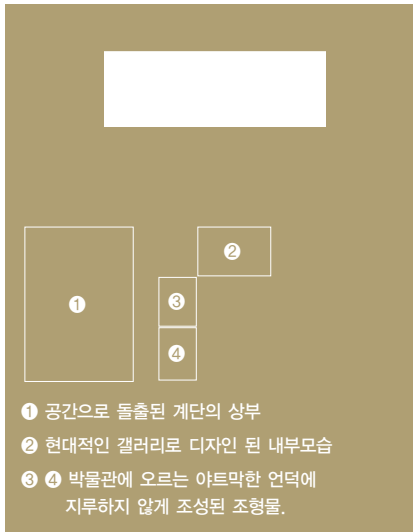 ❶
❷
❸
❹
❶ 공간으로 돌출된 계단의 상부
❷ 현대적인 갤러리로 디자인 된 내부모습
❸ ❹ 박물관에 오르는 야트막한 언덕에
지루하지 않게 조성된 조형물.